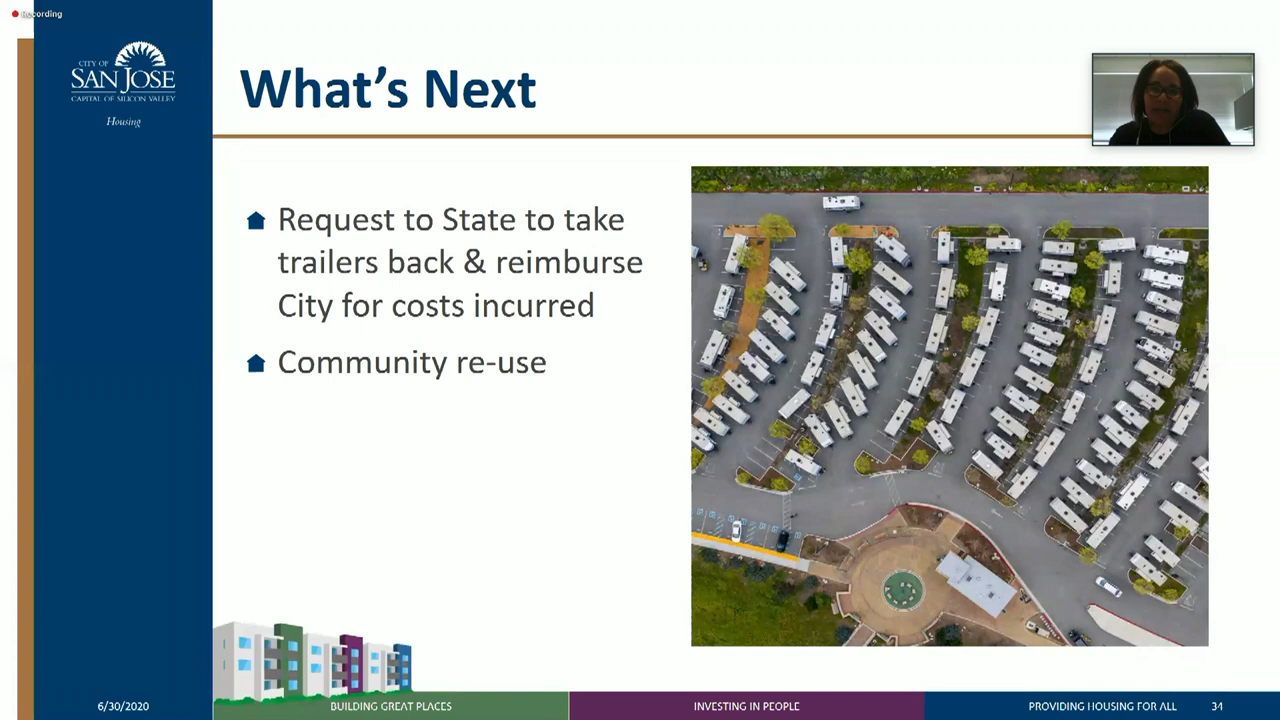 Recording
CITY OF
SAN JOSE
CAPITAL OF SILICON VALLEY
Housing
What's Next
Request to State to take
trailers back & reimburse
City for costs incurred
Community re-use
6/30/2020
BUILDING GREAT PLACES
INVESTING IN PEOPLE
PROVIDING HOUSING FOR ALL
34